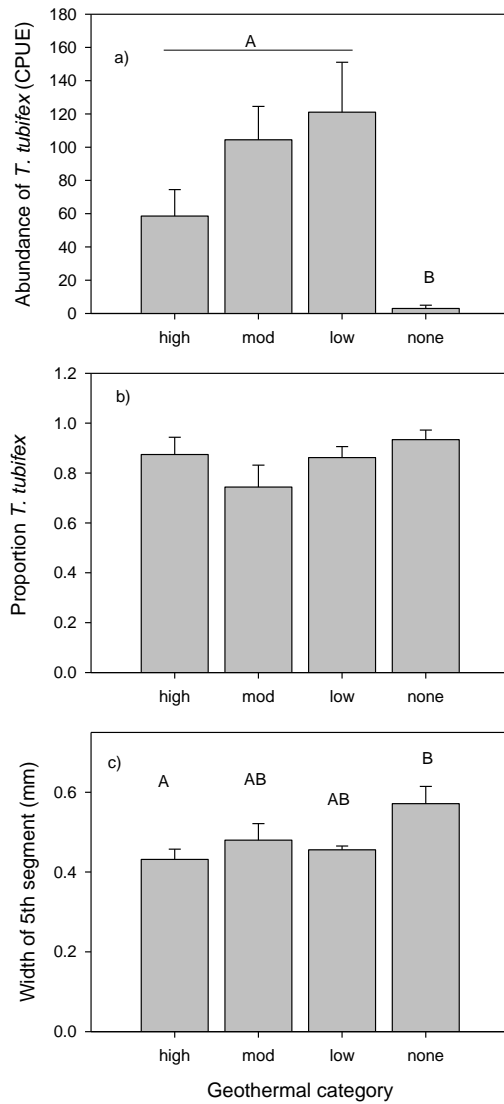 Abundance of T. tubifex (CPUE)
180
160
140
120
100
80
60
40
20
0
a)
A
B
high mod low none
Proportion T. tubifex
1.2
1.0
0.8
0.6
0.4
0.2
0.0
b)
high mod low none
Width of 5th segment (mm)
0.6
0.4
0.2
0.0
c)
A
AB
AB
B
high mod low none
Geothermal category